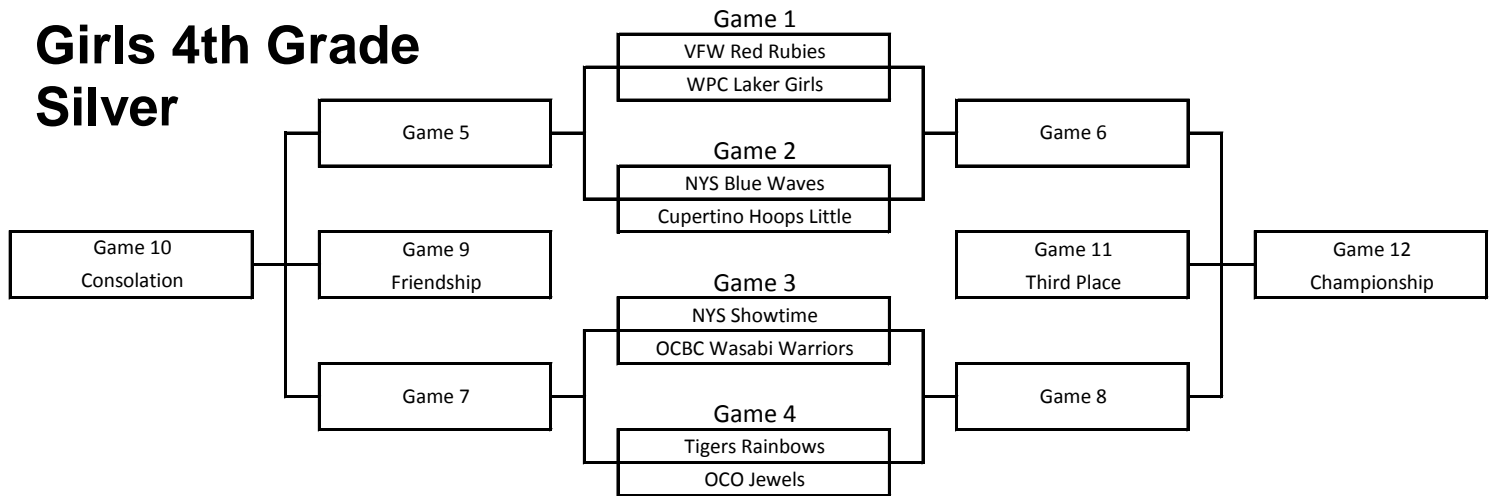 Girls 4th Grade
Silver
Game 1
VFW Red Rubies
WPC Laker Girls
Game 5
Game 6
Game 2
NYS Blue Waves
Cupertino Hoops Little
Game 10
Consolation
Game 9
Friendship
Game 11
Third Place
Game 12
Championship
Game 3
NYS Showtime
OCBC Wasabi Warriors
Game 7
Game 8
Game 4
Tigers Rainbows
OCO Jewels